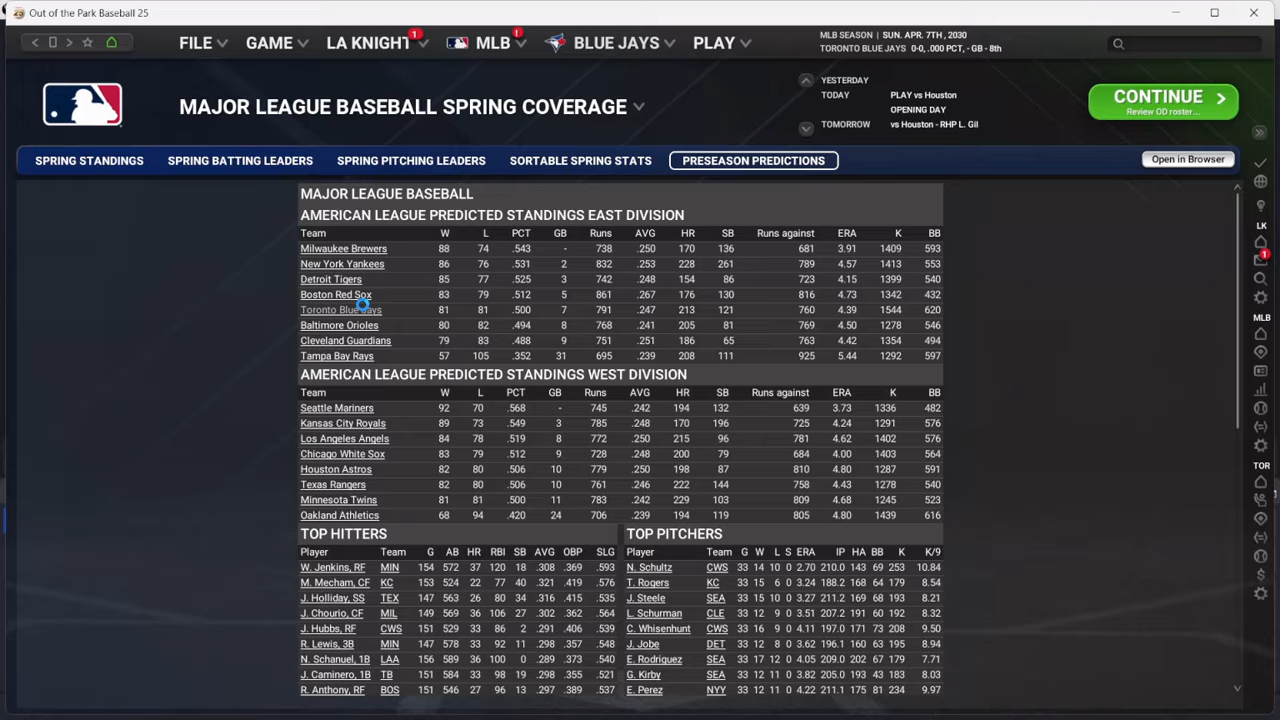 Out of the Park Baseball 25
FILE GAME LA KNIGHT 1 MLB ! BLUE JAYS PLAY
MLB SEASON | SUN. APR. 7TH , 2030
TORONTO BLUE JAYS 0-0, .000 PCT, - GB - 8th
MAJOR LEAGUE BASEBALL SPRING COVERAGE
YESTERDAY
TODAY PLAY vs Houston
OPENING DAY
TOMORROW vs Houston - RHP L. Gil
CONTINUE
Review OD roster...
SPRING STANDINGS SPRING BATTING LEADERS SPRING PITCHING LEADERS SORTABLE SPRING STATS PRESEASON PREDICTIONS Open in Browser
MAJOR LEAGUE BASEBALL
AMERICAN LEAGUE PREDICTED STANDINGS EAST DIVISION
Team W L PCT GB Runs AVG HR SB Runs against ERA K BB
Milwaukee Brewers 88 74 .543 - 738 .250 170 136 681 3.91 1409 593
New York Yankees 86 76 .531 2 832 .253 228 261 789 4.57 1413 553
Detroit Tigers 85 77 .525 3 742 .248 154 86 723 4.15 1399 540
Boston Red Sox 83 79 .512 5 861 .267 176 130 816 4.73 1342 432
Toronto Blue Jays 81 81 .500 7 791 .247 213 121 760 4.39 1544 620
Baltimore Orioles 80 82 .494 8 768 .241 205 81 769 4.50 1278 546
Cleveland Guardians 79 83 .488 9 751 .251 186 65 763 4.42 1354 494
Tampa Bay Rays 57 105 .352 31 695 .239 208 111 925 5.44 1292 597
AMERICAN LEAGUE PREDICTED STANDINGS WEST DIVISION
Team W L PCT GB Runs AVG HR SB Runs against ERA K BB
Seattle Mariners 92 70 .568 - 745 .242 194 132 639 3.73 1336 482
Kansas City Royals 89 73 .549 3 785 .248 170 196 725 4.24 1291 576
Los Angeles Angels 84 78 .519 8 772 .250 215 96 781 4.62 1402 576
Chicago White Sox 83 79 .512 9 728 .248 200 79 684 4.00 1403 564
Houston Astros 82 80 .506 10 779 .250 198 87 810 4.80 1287 591
Texas Rangers 82 80 .506 10 761 .246 222 144 758 4.43 1278 540
Minnesota Twins 81 81 .500 11 783 .242 229 103 809 4.68 1245 523
Oakland Athletics 68 94 .420 24 706 .239 194 119 805 4.80 1439 616
TOP HITTERS TOP PITCHERS
Player Team G AB HR RBI SB AVG OBP SLG Player Team G W L S ERA IP HA BB K K/9
W. Jenkins, RF MIN 154 572 37 120 18 .308 .369 .593 N. Schultz CWS 33 14 10 0 2.70 210.0 143 69 253 10.84
M. Mecham, CF KC 153 524 22 77 40 .321 .419 .576 T. Rogers KC 33 15 6 0 3.24 188.2 168 64 179 8.54
J. Holliday, SS TEX 147 563 26 80 34 .316 .415 .535 J. Steele SEA 33 15 10 0 3.27 211.2 169 68 193 8.21
J. Chourio, CF MIL 149 569 36 106 27 .302 .362 .564 L. Schurman CLE 33 12 9 0 3.51 207.2 191 60 192 8.32
J. Hubbs, RF CWS 151 529 33 86 2 .291 .406 .539 C. Whisenhunt CWS 33 16 9 0 4.11 197.0 171 73 208 9.50
R. Lewis, 3B MIN 147 578 33 92 11 .298 .357 .548 J. Jobe DET 33 12 8 0 3.62 196.1 160 63 195 8.94
N. Schanuel, 1B LAA 156 589 36 100 0 .289 .373 .540 E. Rodriguez SEA 33 17 12 0 4.05 209.0 202 67 179 7.71
J. Caminero, 1B TB 151 584 33 98 19 .298 .355 .521 G. Kirby SEA 33 12 11 0 3.82 205.0 193 43 183 8.03
R. Anthony, RF BOS 151 546 27 96 13 .297 .389 .537 E. Perez NYY 33 12 11 0 4.22 211.1 175 81 234 9.97
LK
1
MLB
TOR